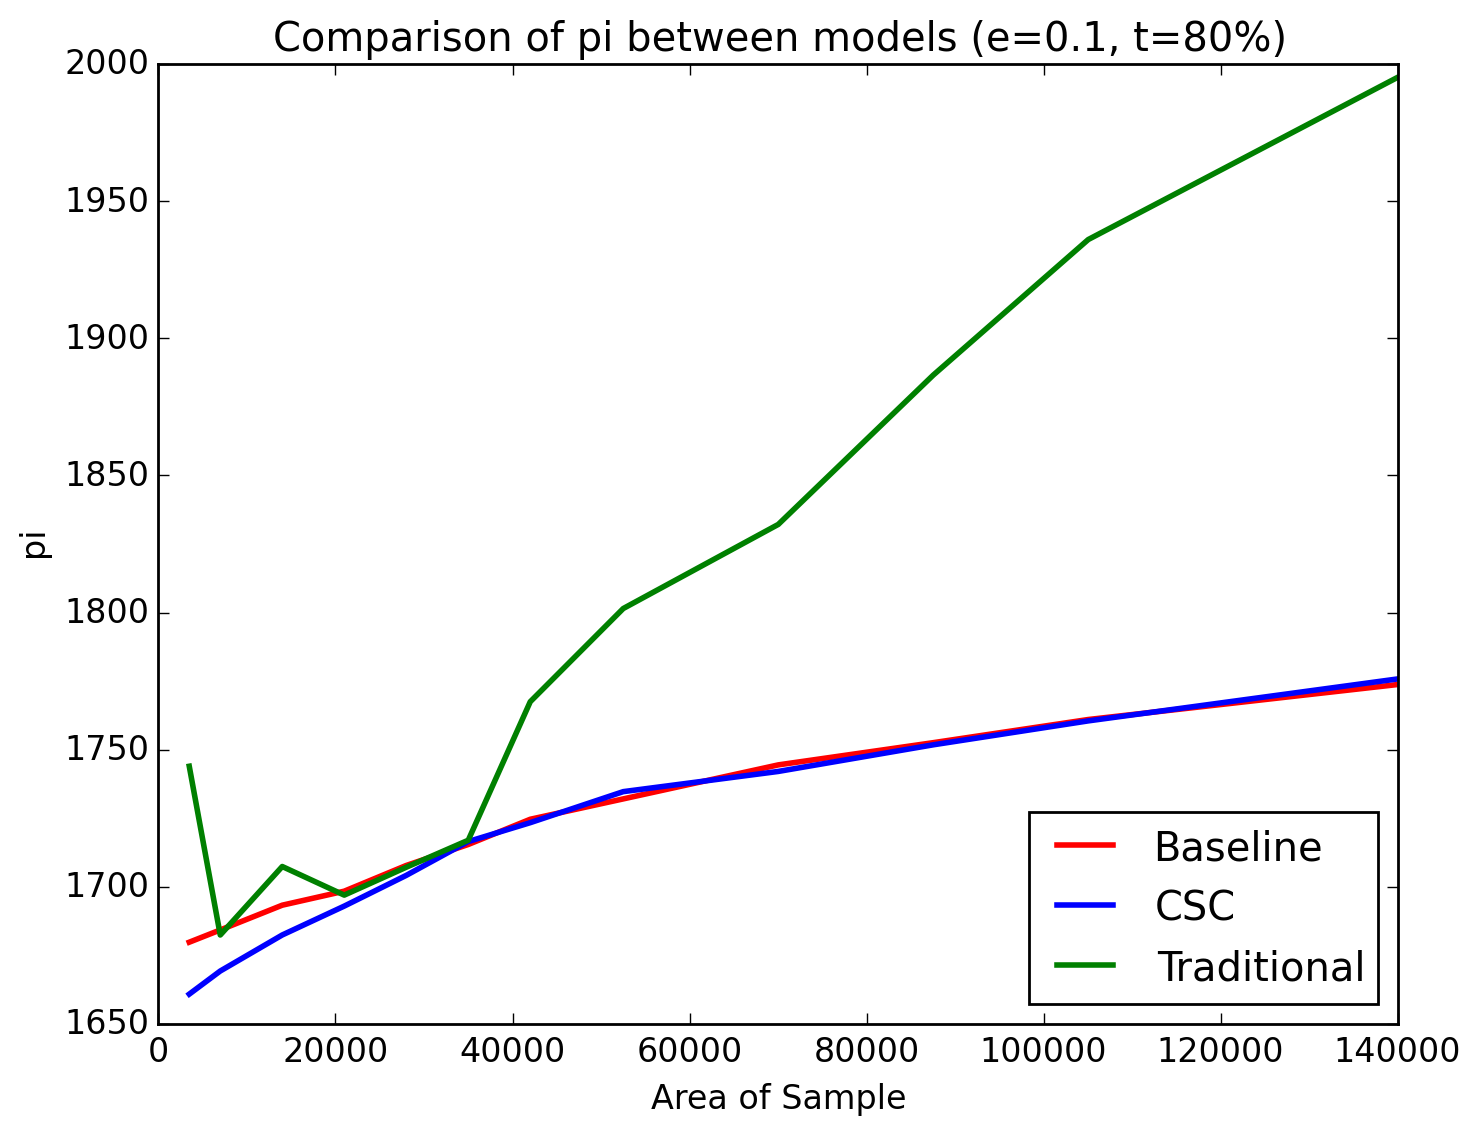 Comparison of pi between models (e=0.1, t=80%)
2000
1950
1900
1850
1800
1750
1700
1650
pi
0 20000 40000 60000 80000 100000 120000 140000
Area of Sample
Baseline
CSC
Traditional